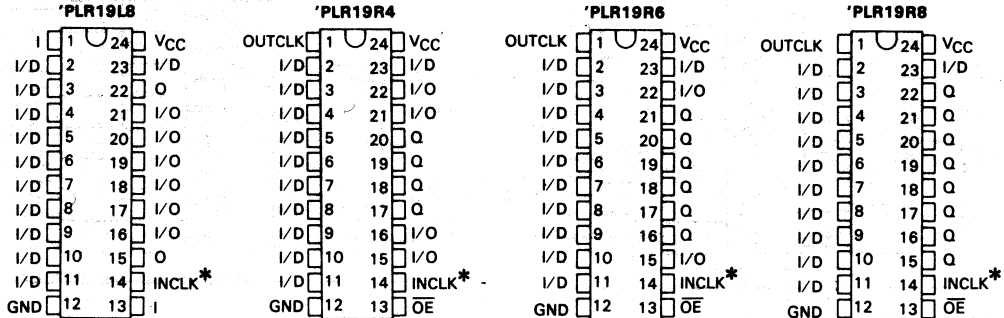 'PLR19L8 'PLR19R4 'PLR19R6 'PLR19R8
I 1 24 VCC OUTCLK 1 24 VCC OUTCLK 1 24 VCC OUTCLK 1 24 VCC
I/D 2 23 I/D I/D 2 23 I/D I/D 2 23 I/D I/D 2 23 I/D
I/D 3 22 O I/D 3 22 I/O I/D 3 22 I/O I/D 3 22 Q
I/D 4 21 I/O I/D 4 21 I/O I/D 4 21 Q I/D 4 21 Q
I/D 5 20 I/O I/D 5 20 Q I/D 5 20 Q I/D 5 20 Q
I/D 6 19 I/O I/D 6 19 Q I/D 6 19 Q I/D 6 19 Q
I/D 7 18 I/O I/D 7 18 Q I/D 7 18 Q I/D 7 18 Q
I/D 8 17 I/O I/D 8 17 Q I/D 8 17 Q I/D 8 17 Q
I/D 9 16 I/O I/D 9 16 I/O I/D 9 16 Q I/D 9 16 Q
I/D 10 15 O I/D 10 15 I/O I/D 10 15 I/O I/D 10 15 Q
I/D 11 14 INCLK* I/D 11 14 INCLK* I/D 11 14 INCLK* I/D 11 14 INCLK*
GND 12 13 I GND 12 13 O̅E̅ GND 12 13 O̅E̅ GND 12 13 O̅E̅